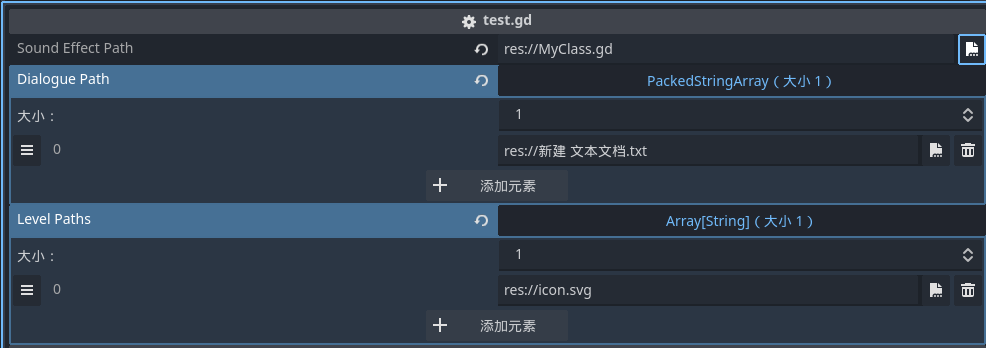 test.gd
Sound Effect Path res://MyClass.gd
Dialogue Path PackedStringArray（大小 1）
大小： 1
0 res://新建 文本文档.txt
添加元素
Level Paths Array[String]（大小 1）
大小： 1
0 res://icon.svg
添加元素